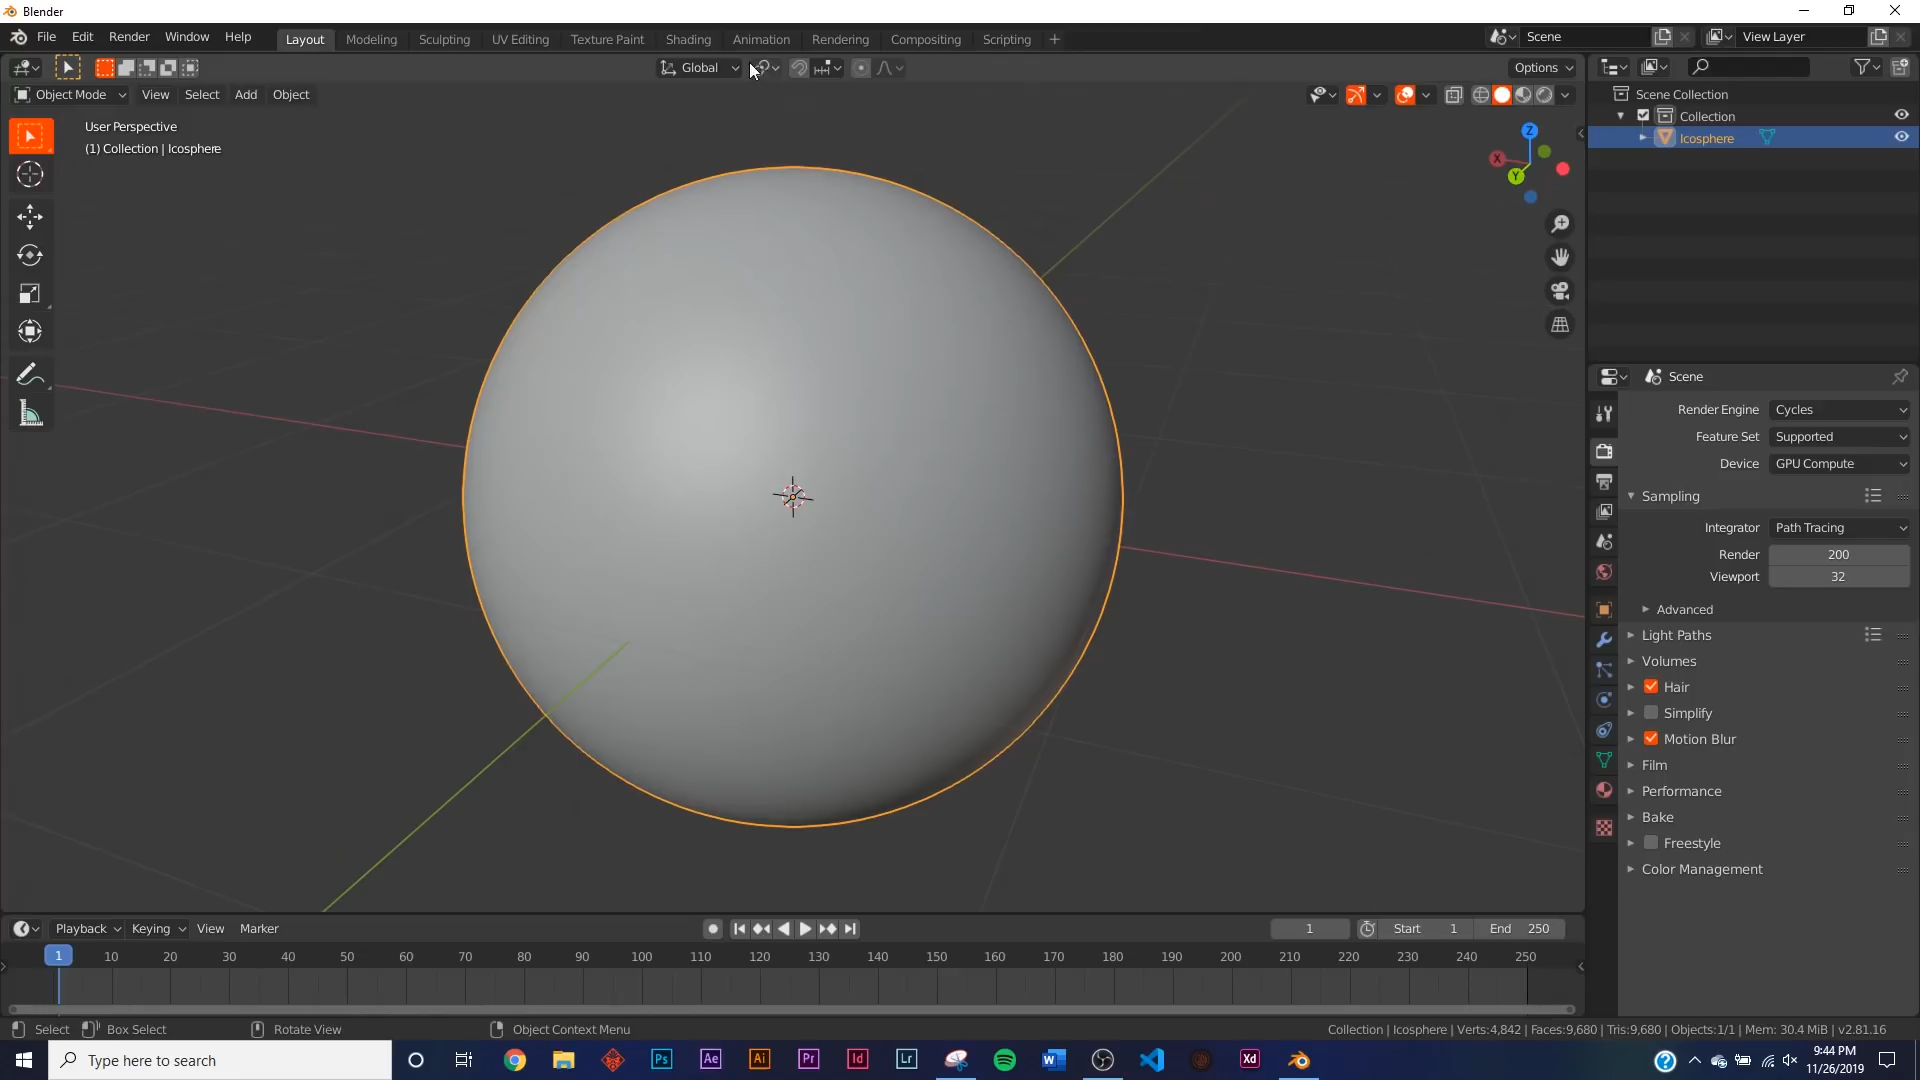 Blender
File Edit Render Window Help Layout Modeling Sculpting UV Editing Texture Paint Shading Animation Rendering Compositing Scripting + Scene View Layer
Global Options
Object Mode View Select Add Object
User Perspective
(1) Collection | Icosphere
Z
X
Y
Scene Collection
Collection
Icosphere
Scene
Render Engine Cycles
Feature Set Supported
Device GPU Compute
Sampling
Integrator Path Tracing
Render 200
Viewport 32
Advanced
Light Paths
Volumes
Hair
Simplify
Motion Blur
Film
Performance
Bake
Freestyle
Color Management
Playback Keying View Marker 1 Start 1 End 250
1 10 20 30 40 50 60 70 80 90 100 110 120 130 140 150 160 170 180 190 200 210 220 230 240 250
Select Box Select Rotate View Object Context Menu Collection | Icosphere | Verts:4,842 | Faces:9,680 | Tris:9,680 | Objects:1/1 | Mem: 30.4 MiB | v2.81.16
Type here to search Ps Ae Ai Pr Id Lr W Xd ?
9:44 PM
11/26/2019